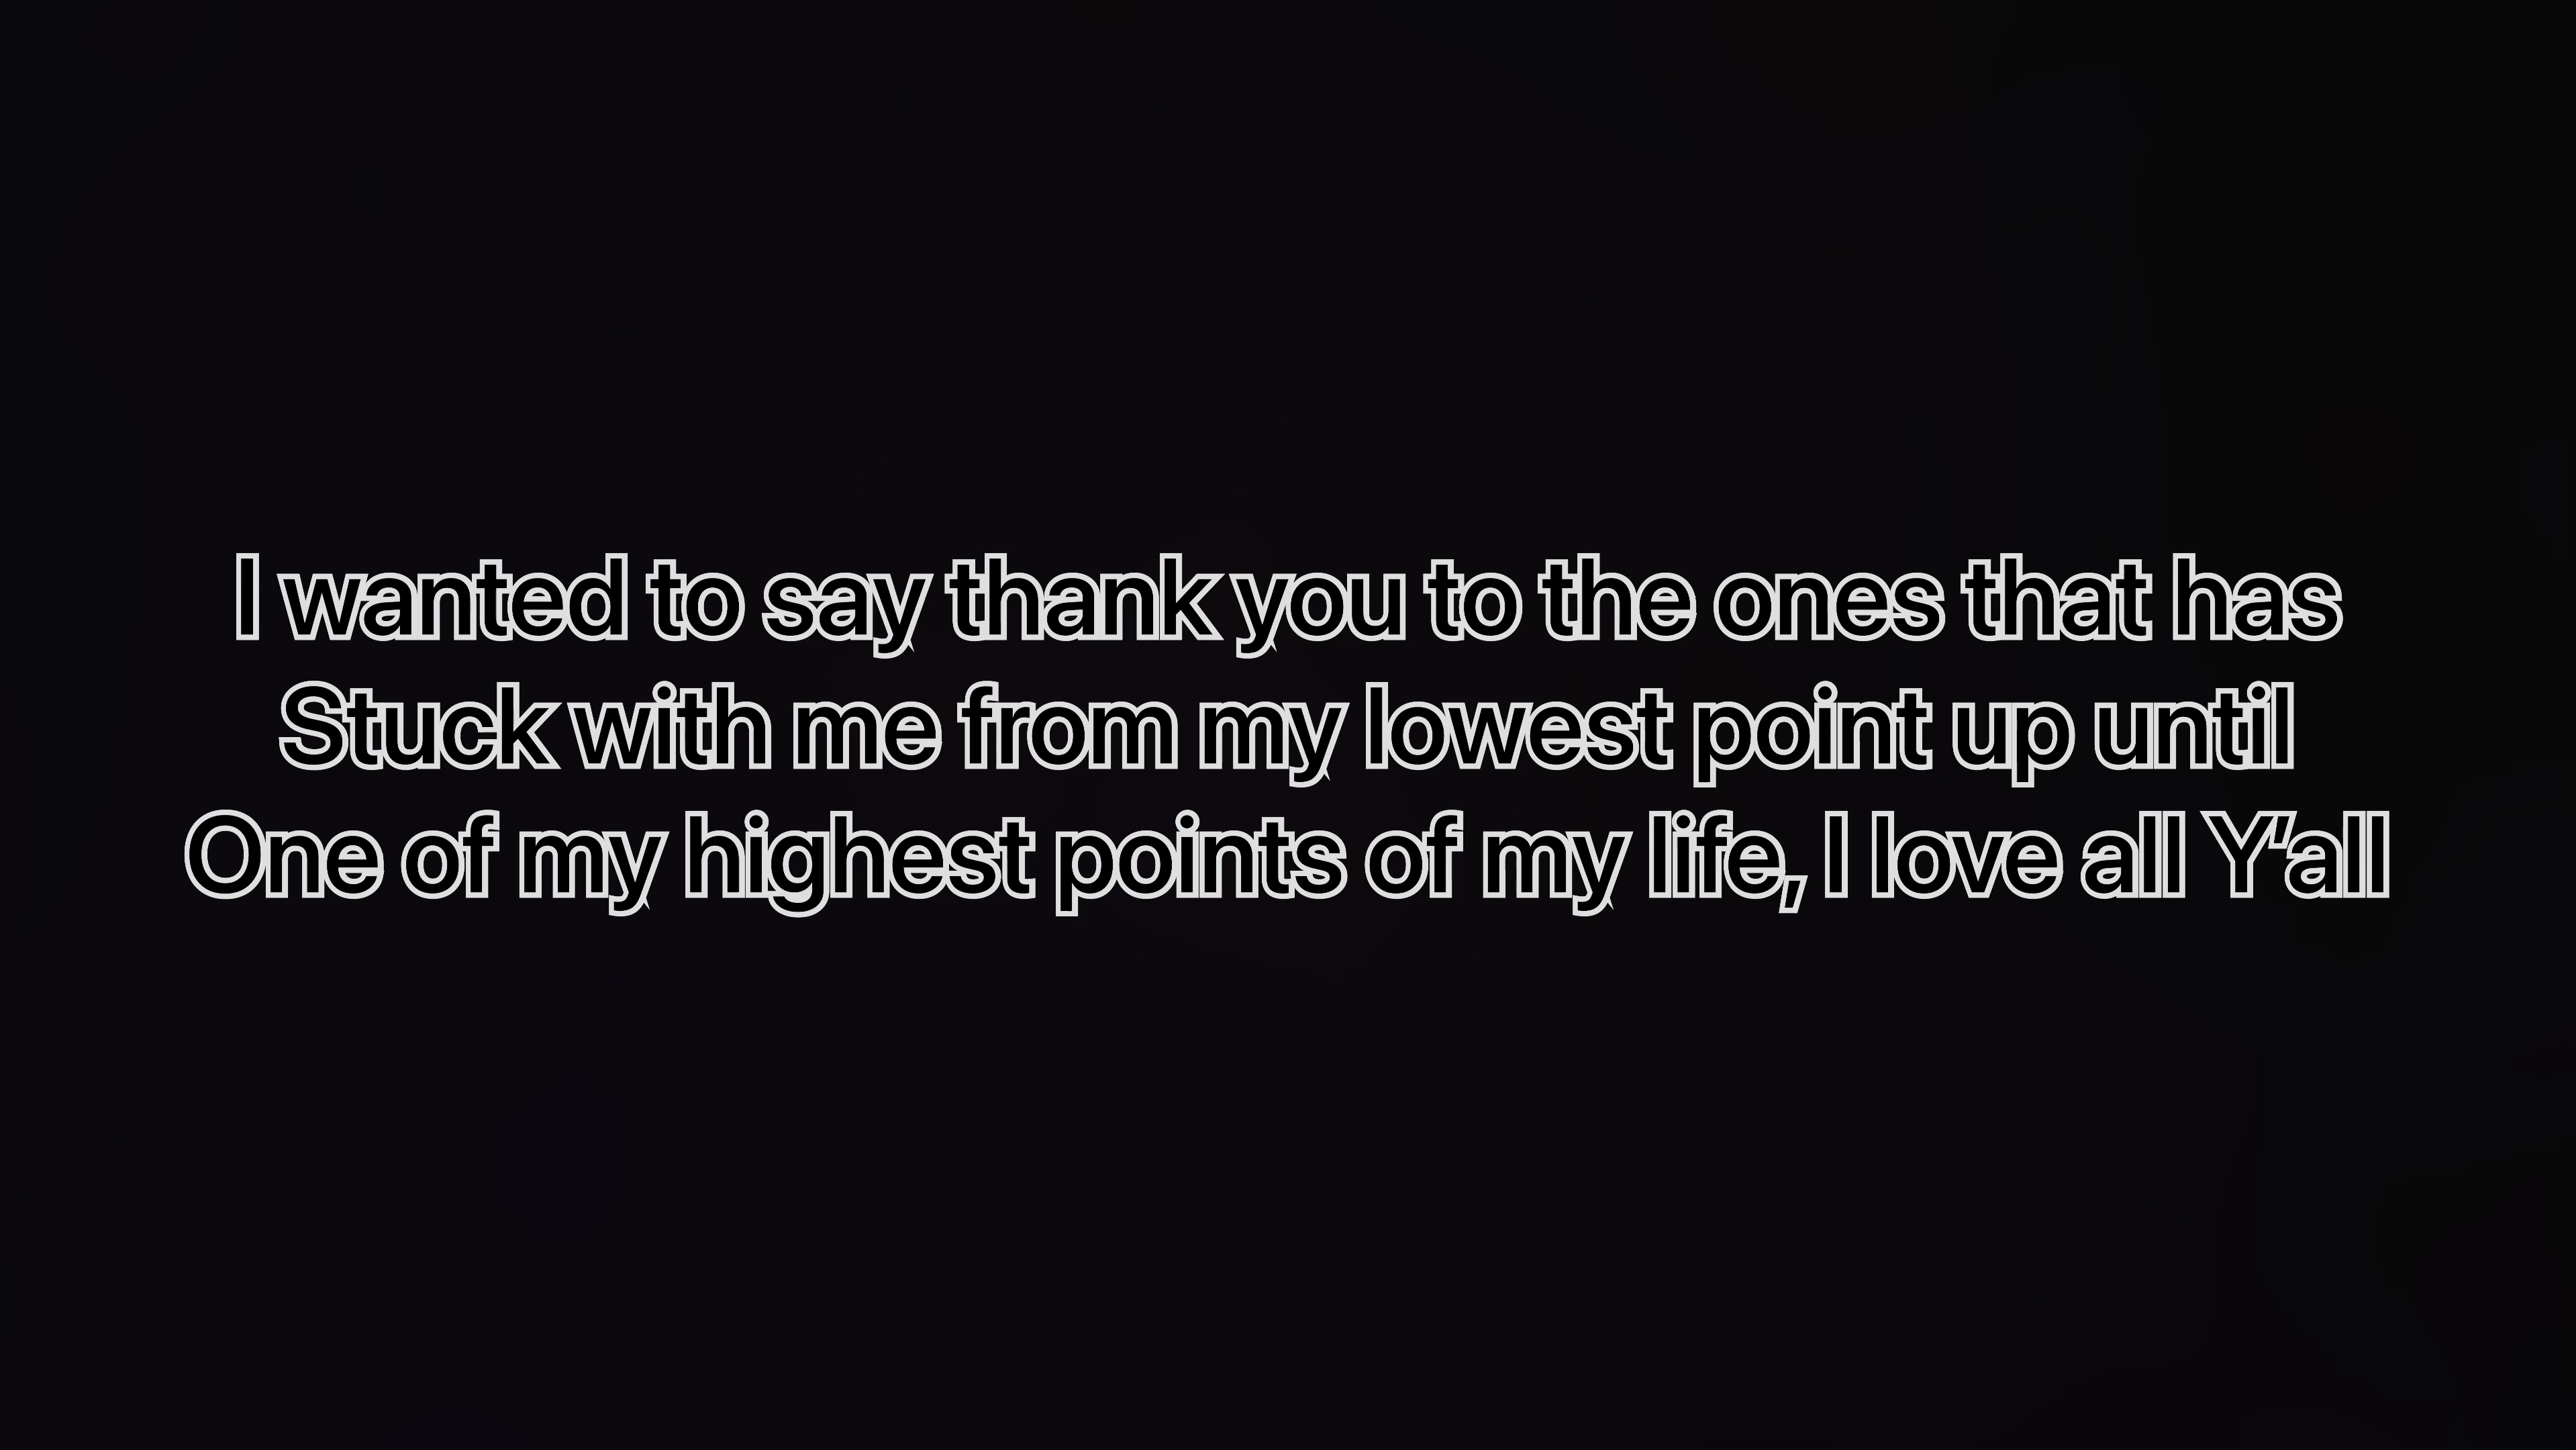 I wanted to say thank you to the ones that has
Stuck with me from my lowest point up until
One of my highest points of my life, I love all Y'all